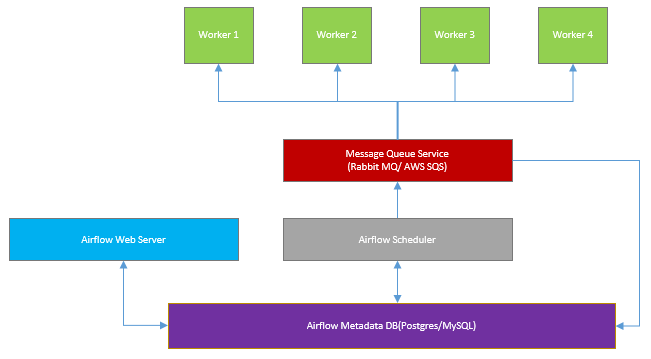 Worker 1
Worker 2
Worker 3
Worker 4
Message Queue Service
(Rabbit MQ/ AWS SQS)
Airflow Web Server
Airflow Scheduler
Airflow Metadata DB(Postgres/MySQL)